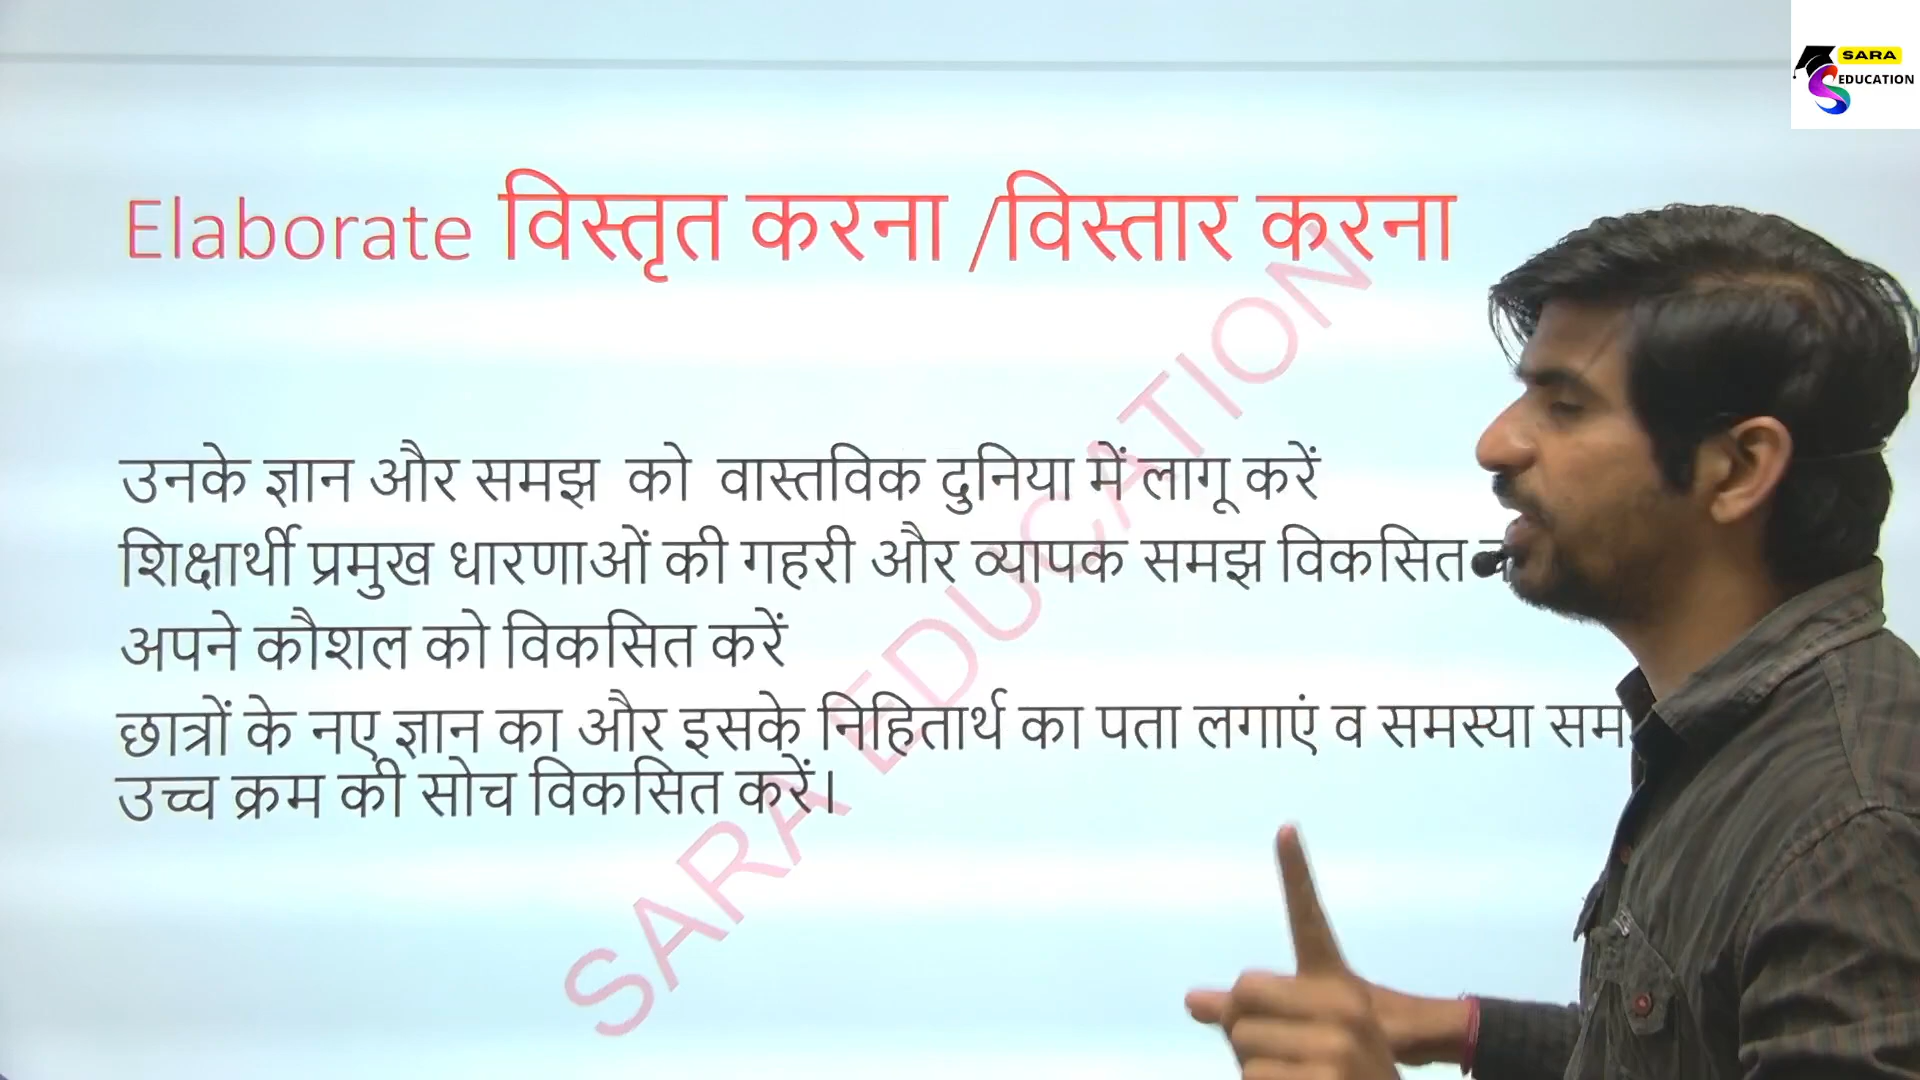 SARA
EDUCATION
Elaborate विस्तृत करना /विस्तार करना
उनके ज्ञान और समझ को वास्तविक दुनिया में लागू करें
शिक्षार्थी प्रमुख धारणाओं की गहरी और व्यापक समझ विकसित
अपने कौशल को विकसित करें
छात्रों के नए ज्ञान का और इसके निहितार्थ का पता लगाएं व समस्या
उच्च क्रम की सोच विकसित करें।
SARA EDUCATION